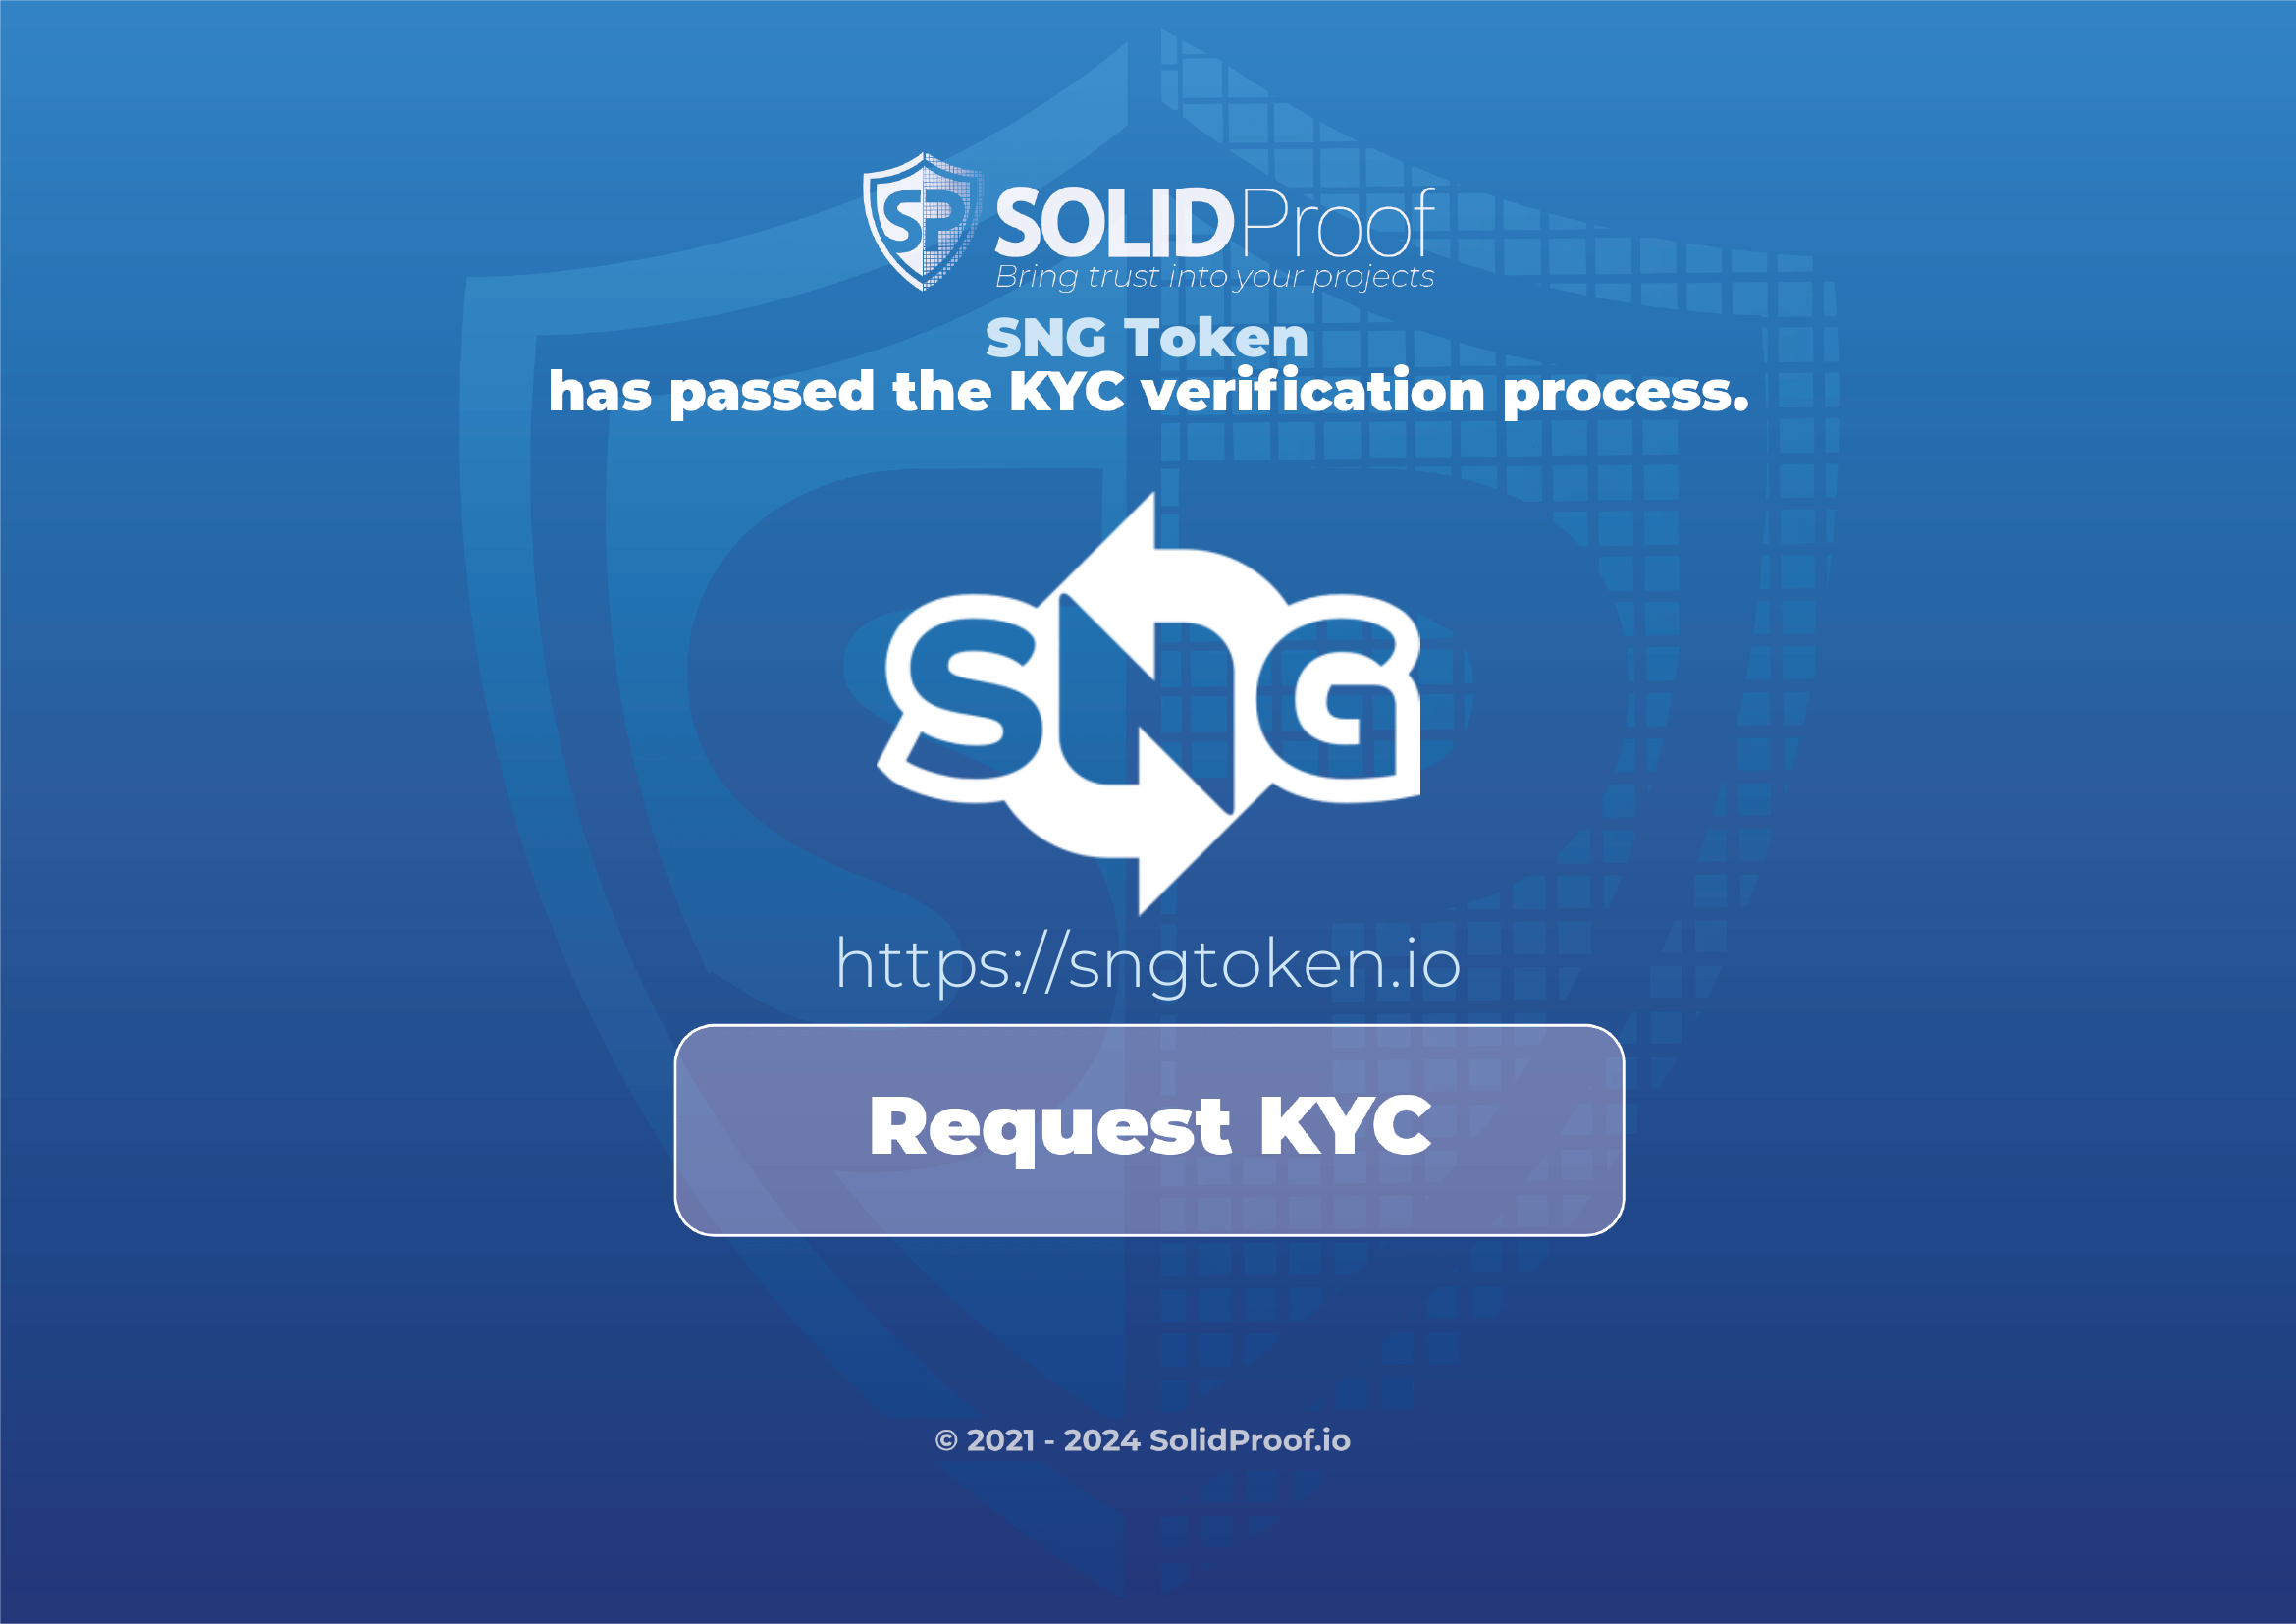 SP
SOLIDProof
Bring trust into your projects
SNG Token
has passed the KYC verification process.
SNG
https://sngtoken.io
Request KYC
© 2021 - 2024 SolidProof.io